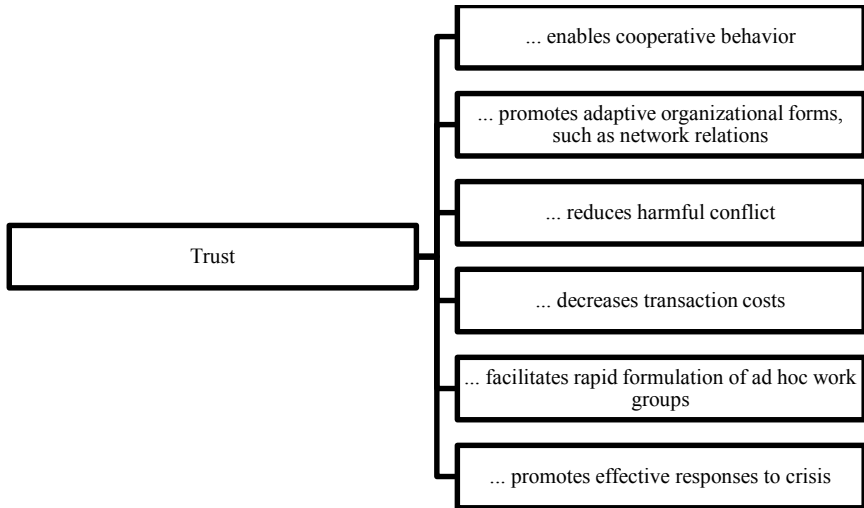 ... enables cooperative behavior
... promotes adaptive organizational forms,
such as network relations
... reduces harmful conflict
Trust
... decreases transaction costs
... facilitates rapid formulation of ad hoc work
groups
... promotes effective responses to crisis